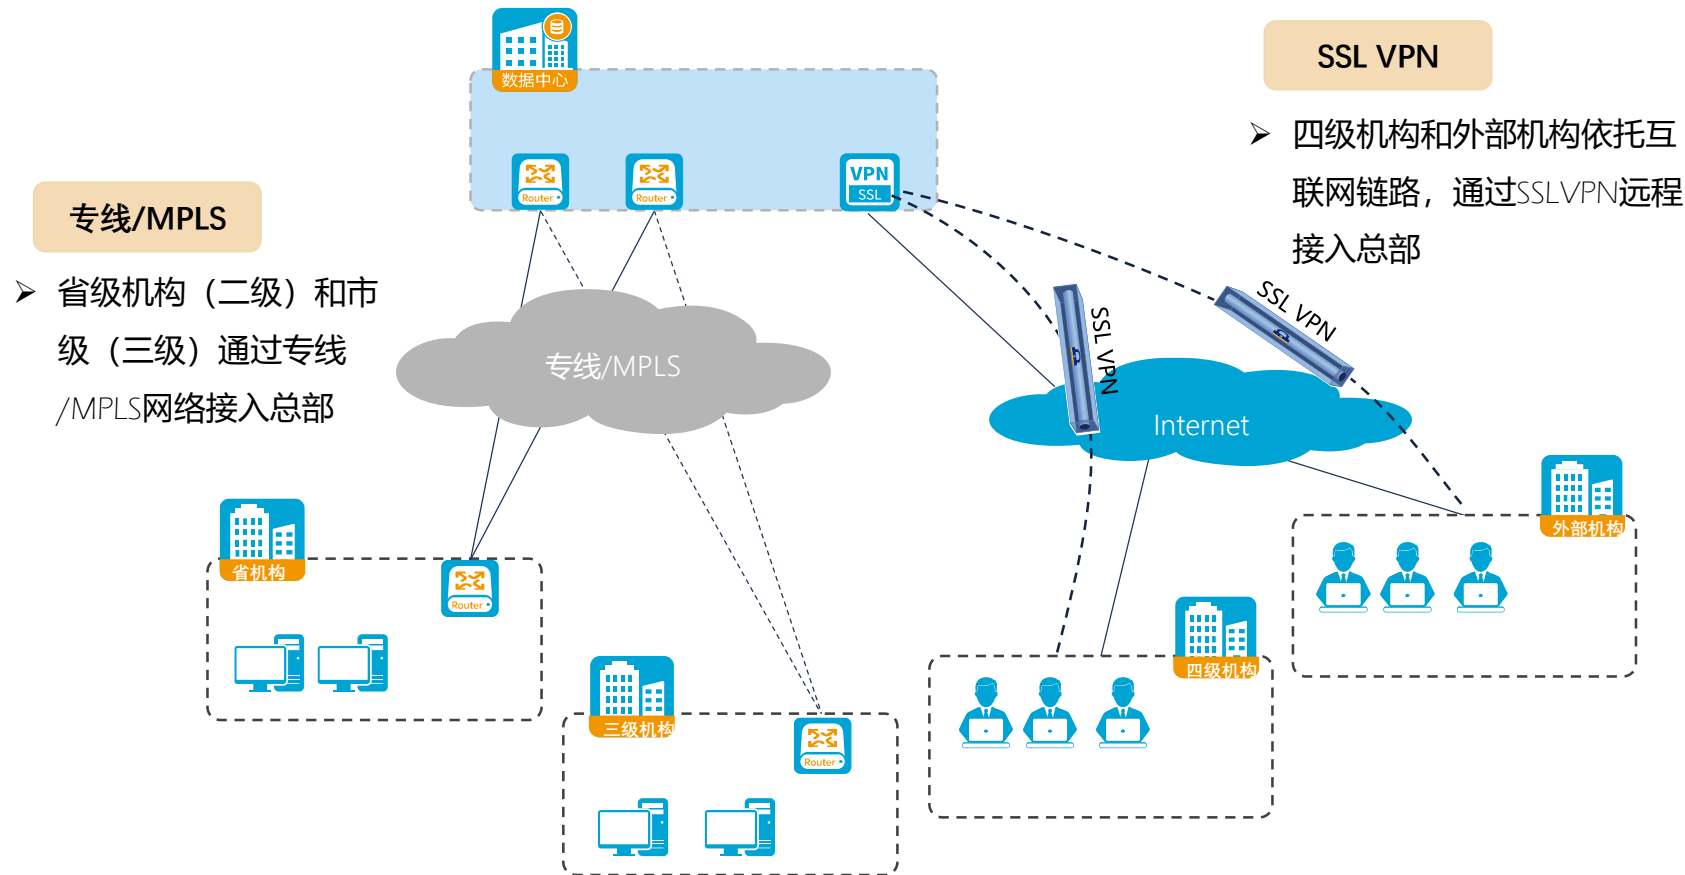 数据中心
SSL VPN
四级机构和外部机构依托互
联网链路，通过SSLVPN远程
接入总部
Router
Router
VPN
SSL
专线/MPLS
省级机构（二级）和市
级（三级）通过专线
/MPLS网络接入总部
专线/MPLS
SSL VPN
SSL VPN
Internet
省机构
Router
三级机构
Router
四级机构
外部机构